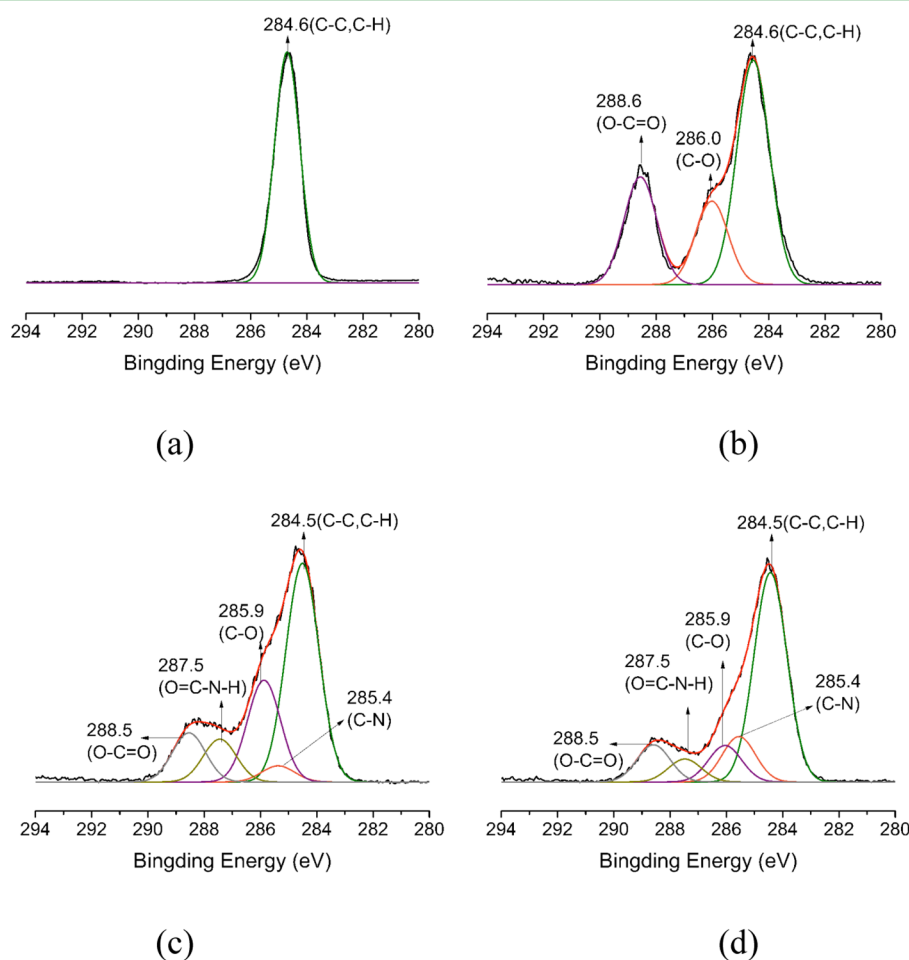 284.6(C-C,C-H)
294 292 290 288 286 284 282 280
Bingding Energy (eV)
(a)
284.6(C-C,C-H)
288.6
(O-C=O)
286.0
(C-O)
294 292 290 288 286 284 282 280
Bingding Energy (eV)
(b)
284.5(C-C,C-H)
285.9
(C-O)
287.5
(O=C-N-H)
285.4
(C-N)
288.5
(O-C=O)
294 292 290 288 286 284 282 280
Bingding Energy (eV)
(c)
284.5(C-C,C-H)
285.9
(C-O)
287.5
(O=C-N-H)
285.4
(C-N)
288.5
(O-C=O)
294 292 290 288 286 284 282 280
Bingding Energy (eV)
(d)